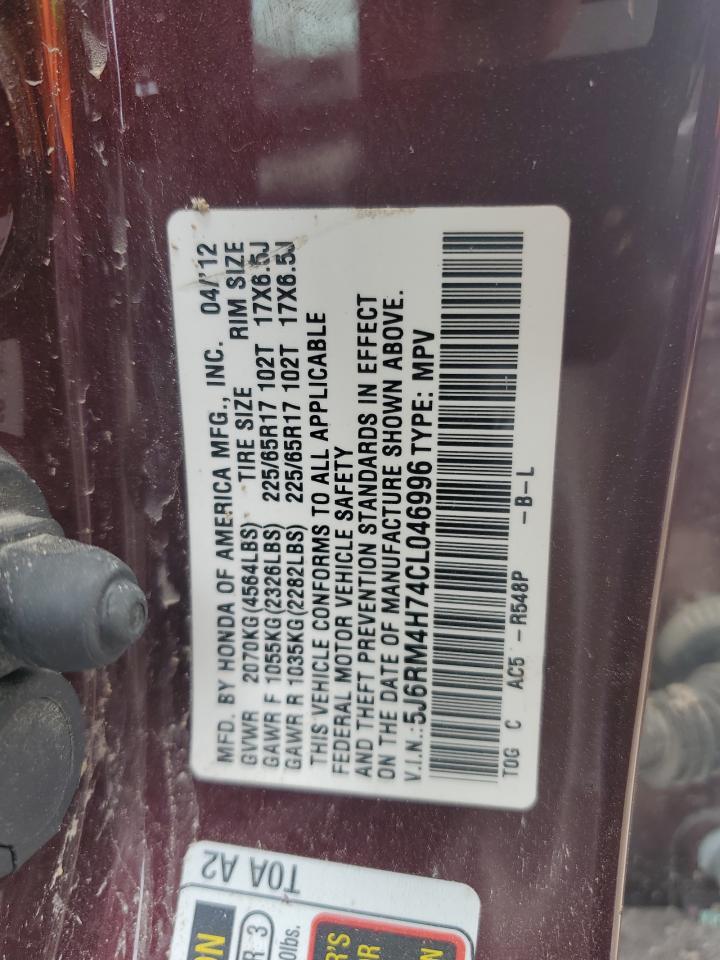 MFD. BY HONDA OF AMERICA MFG., INC. 04/'12
GVWR 2070KG(4564LBS) TIRE SIZE RIM SIZE
GAWR F 1055KG(2326LBS) 225/65R17 102T 17X6.5J
GAWR R 1035KG(2282LBS) 225/65R17 102T 17X6.5J
THIS VEHICLE CONFORMS TO ALL APPLICABLE
FEDERAL MOTOR VEHICLE SAFETY
AND THEFT PREVENTION STANDARDS IN EFFECT
ON THE DATE OF MANUFACTURE SHOWN ABOVE.
V.I.N.: 5J6RM4H74CL046996 TYPE: MPV
TOG C AC5 -R548P -B-L
T0A A2